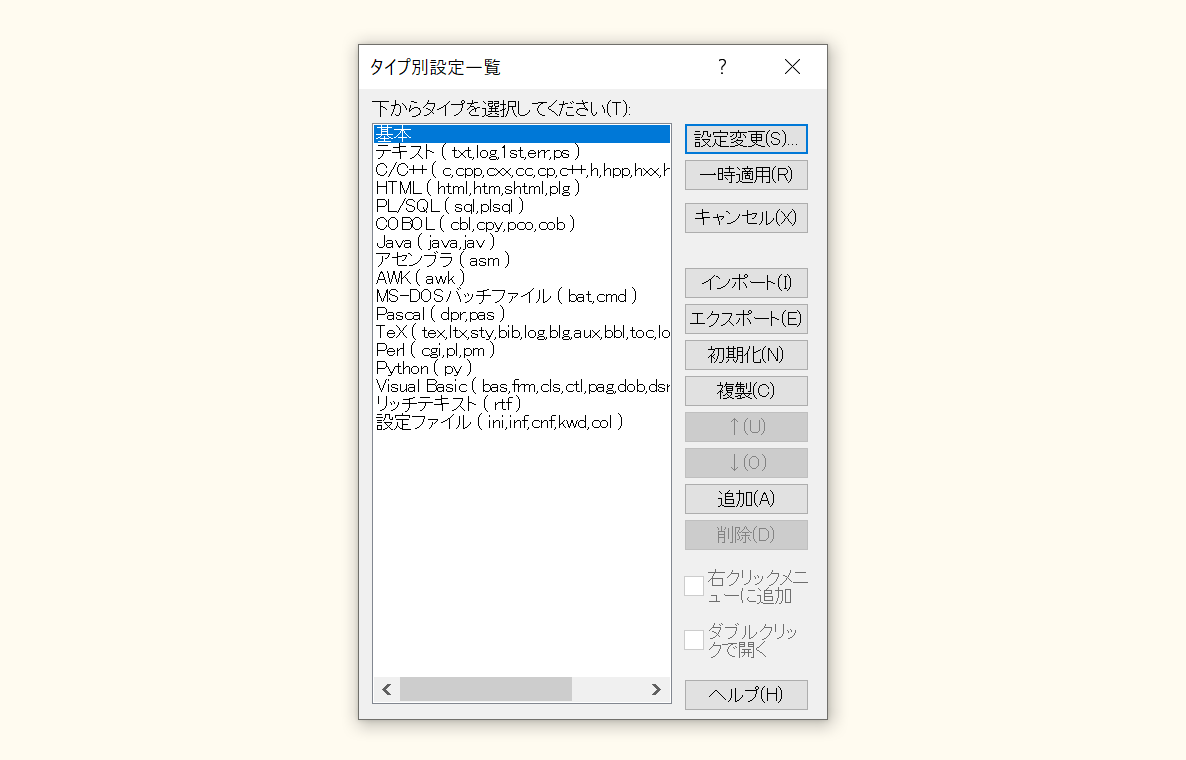 タイプ別設定一覧
?
下からタイプを選択してください(T):
基本
テキスト ( txt,log,1st,err,ps )
C/C++ ( c,cpp,cxx,cc,cp,c++,h,hpp,hxx,h
HTML ( html,htm,shtml,plg )
PL/SQL ( sql,plsql )
COBOL ( cbl,cpy,pco,cob )
Java ( java,jav )
アセンブラ ( asm )
AWK ( awk )
MS-DOSバッチファイル ( bat,cmd )
Pascal ( dpr,pas )
TeX ( tex,ltx,sty,bib,log,blg,aux,bbl,toc,lo
Perl ( cgi,pl,pm )
Python ( py )
Visual Basic ( bas,frm,cls,ctl,pag,dob,dsr
リッチテキスト ( rtf )
設定ファイル ( ini,inf,cnf,kwd,col )
設定変更(S)...
一時適用(R)
キャンセル(X)
インポート(I)
エクスポート(E)
初期化(N)
複製(C)
↑(U)
↓(O)
追加(A)
削除(D)
右クリックメニ
ューに追加
ダブルクリッ
クで開く
ヘルプ(H)